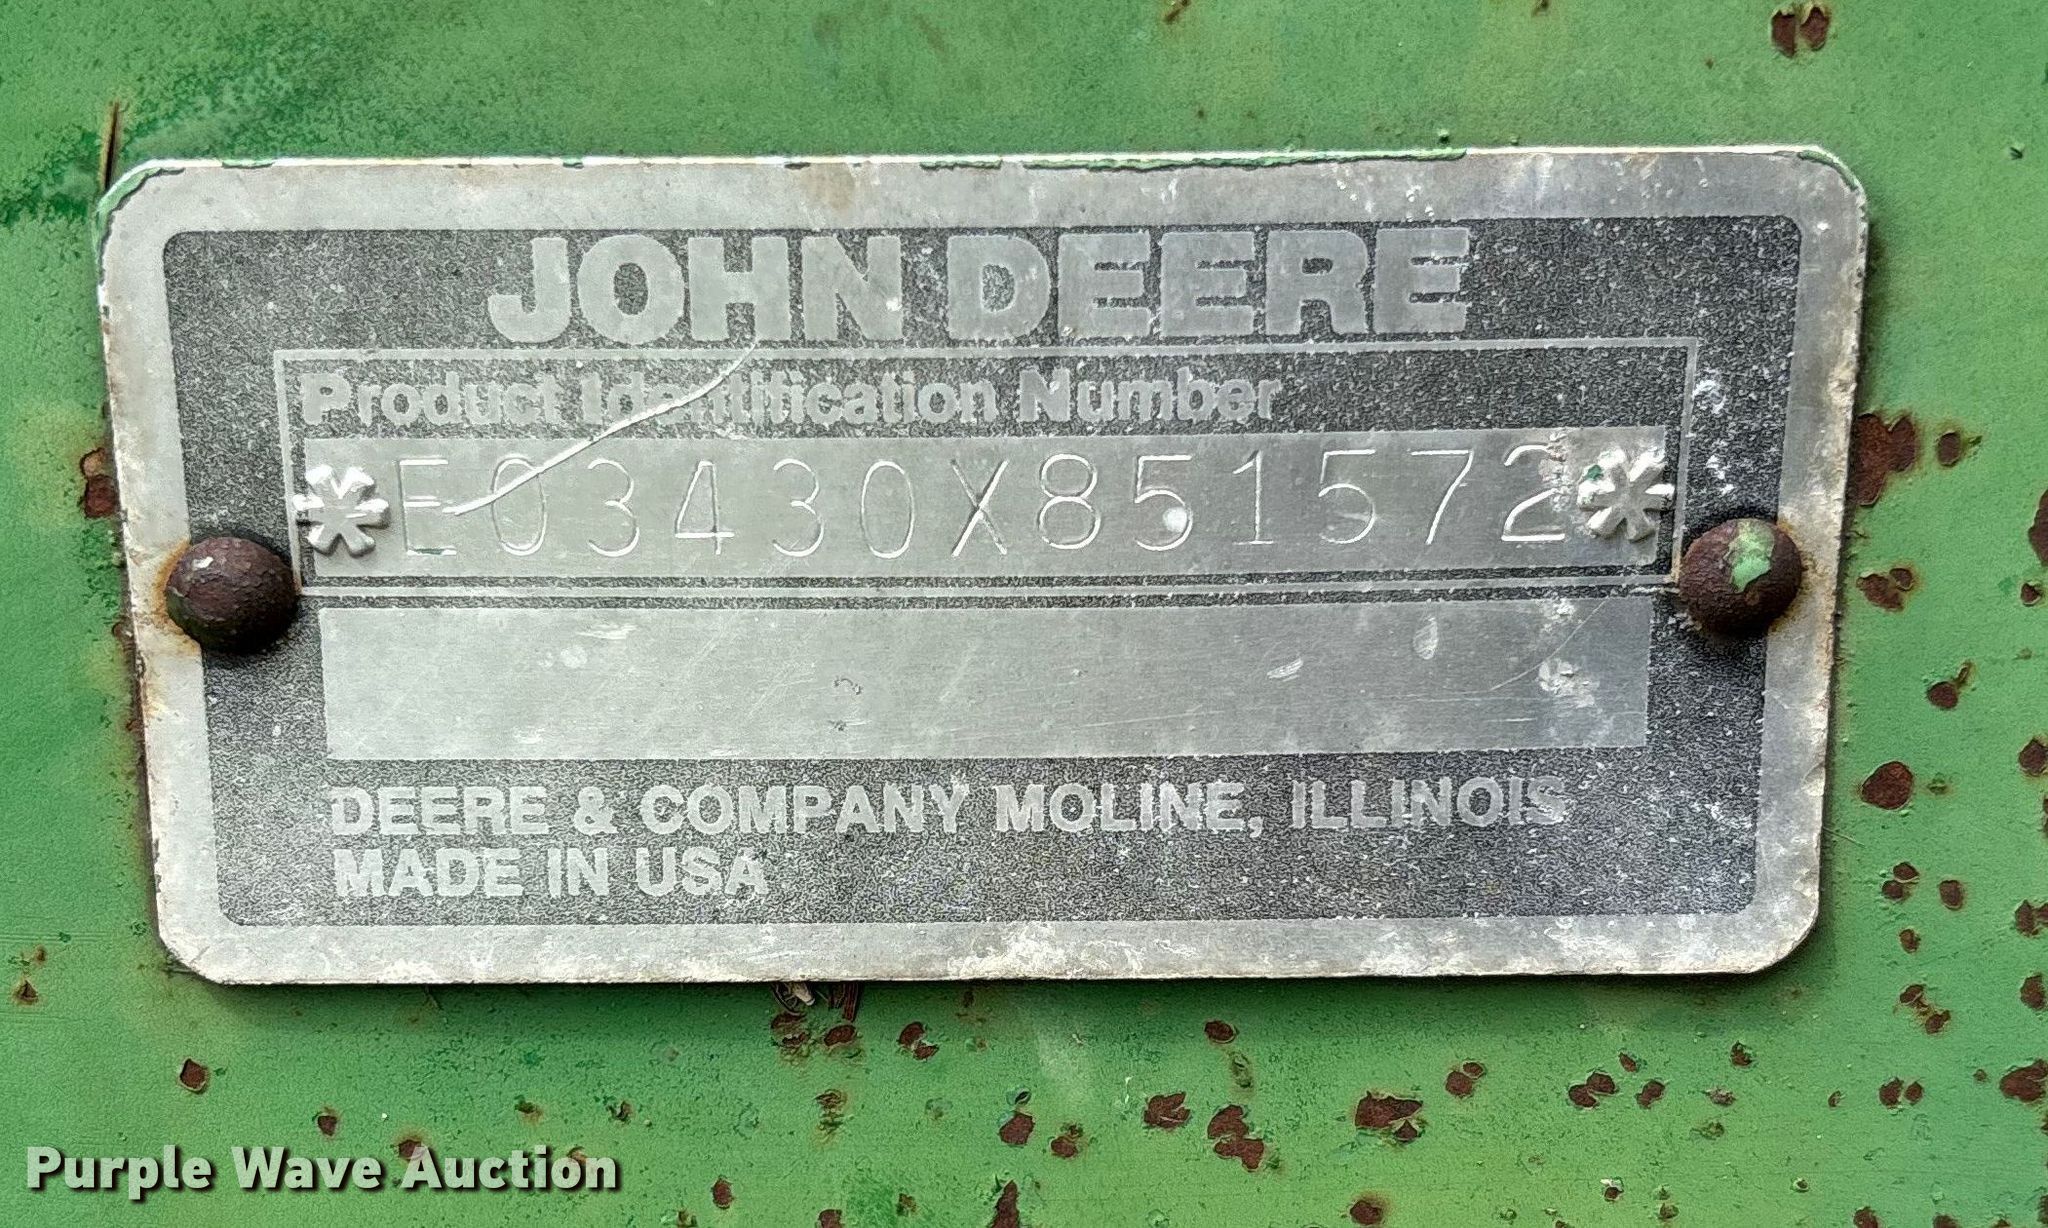 JOHN DEERE
Product Identification Number
*E03430X851572*
DEERE & COMPANY MOLINE, ILLINOIS
MADE IN USA
Purple Wave Auction